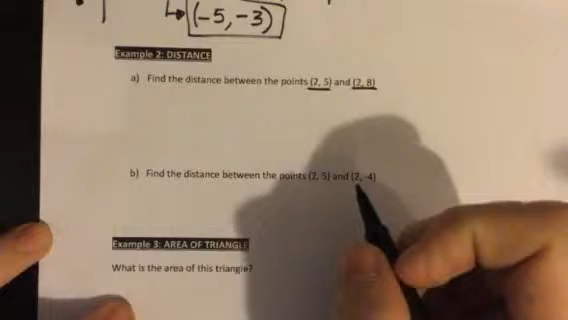 (-5,-3)
Example 2: DISTANCE
a) Find the distance between the points (2, 5) and (2, 8)
b) Find the distance between the points (2, 5) and (2, -4)
Example 3: AREA OF TRIANGLE
What is the area of this triangle?